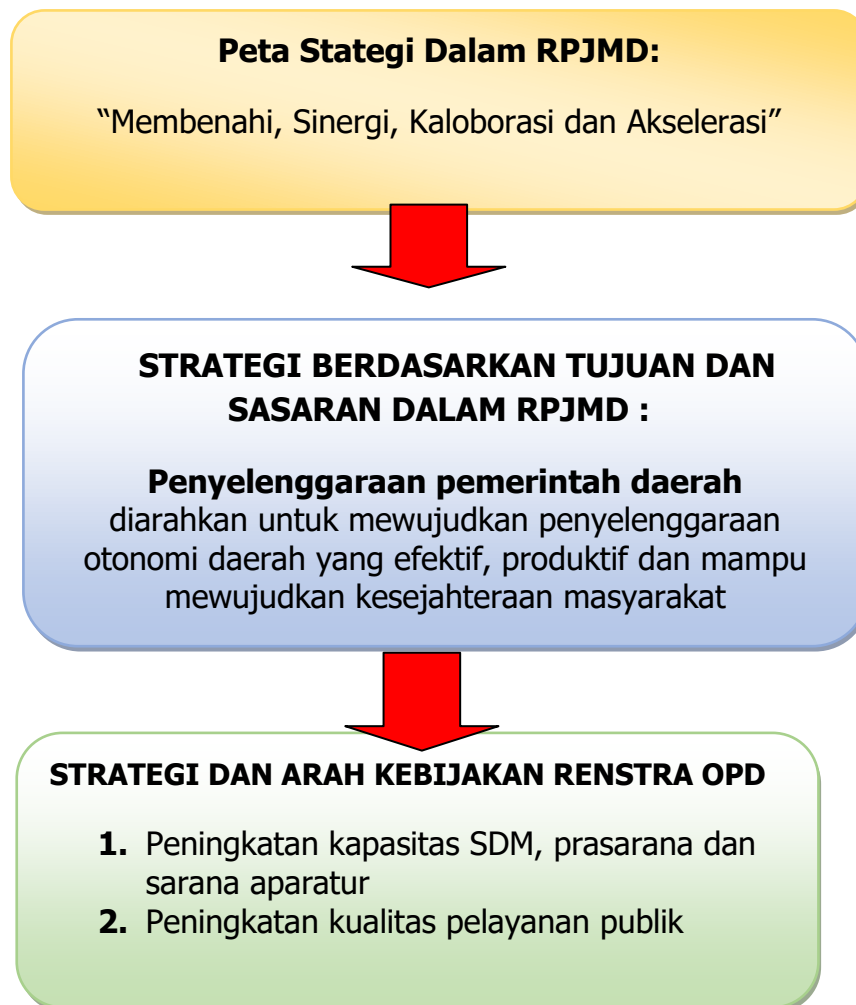 Peta Stategi Dalam RPJMD:
“Membenahi, Sinergi, Kaloborasi dan Akselerasi”
STRATEGI BERDASARKAN TUJUAN DAN
SASARAN DALAM RPJMD :
Penyelenggaraan pemerintah daerah
diarahkan untuk mewujudkan penyelenggaraan
otonomi daerah yang efektif, produktif dan mampu
mewujudkan kesejahteraan masyarakat
STRATEGI DAN ARAH KEBIJAKAN RENSTRA OPD
1. Peningkatan kapasitas SDM, prasarana dan
sarana aparatur
2. Peningkatan kualitas pelayanan publik